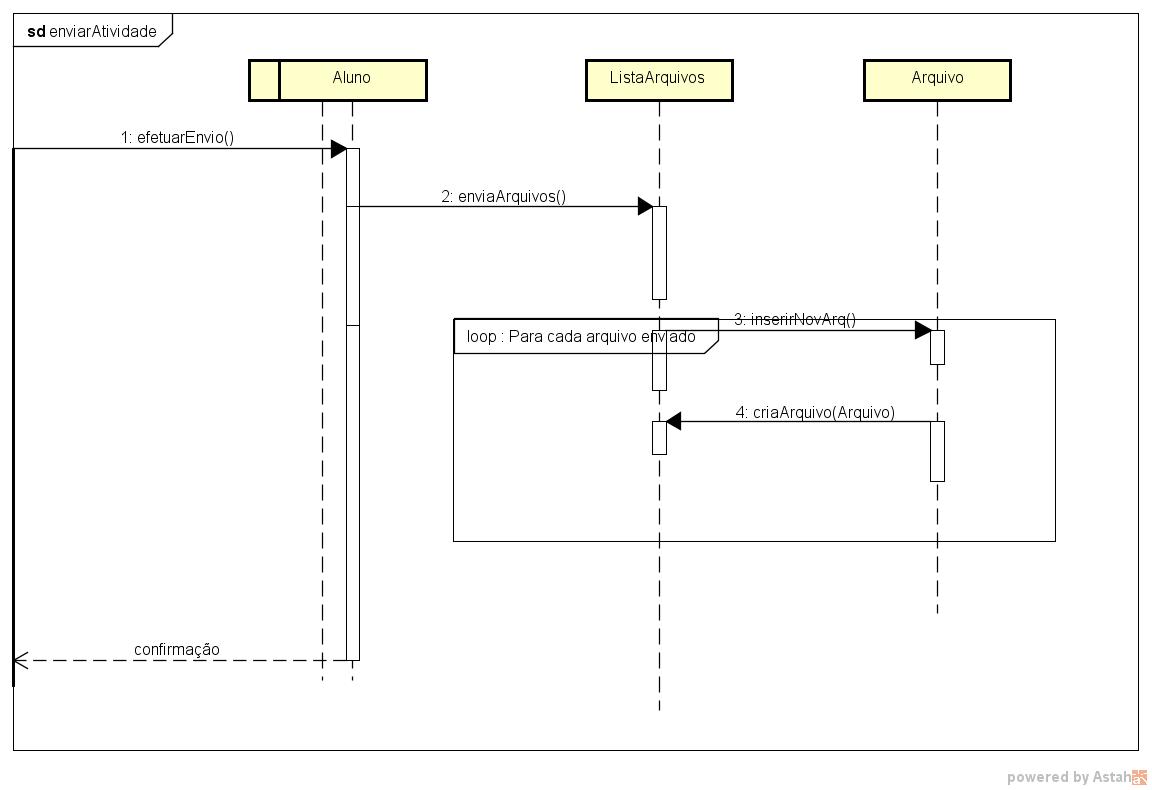 sd enviarAtividade
Aluno
ListaArquivos
Arquivo
1: efetuarEnvio()
2: enviaArquivos()
3: inserirNovArq()
loop : Para cada arquivo enviado
4: criaArquivo(Arquivo)
confirmação
powered by Astah